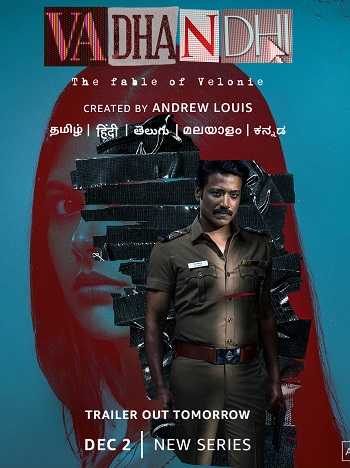 VADHANDHI
The fable of Velonie
CREATED BY ANDREW LOUIS
தமிழ் | हिंदी | తెలుగు | മലയാളം | ಕನ್ನಡ
TRAILER OUT TOMORROW
DEC 2 | NEW SERIES